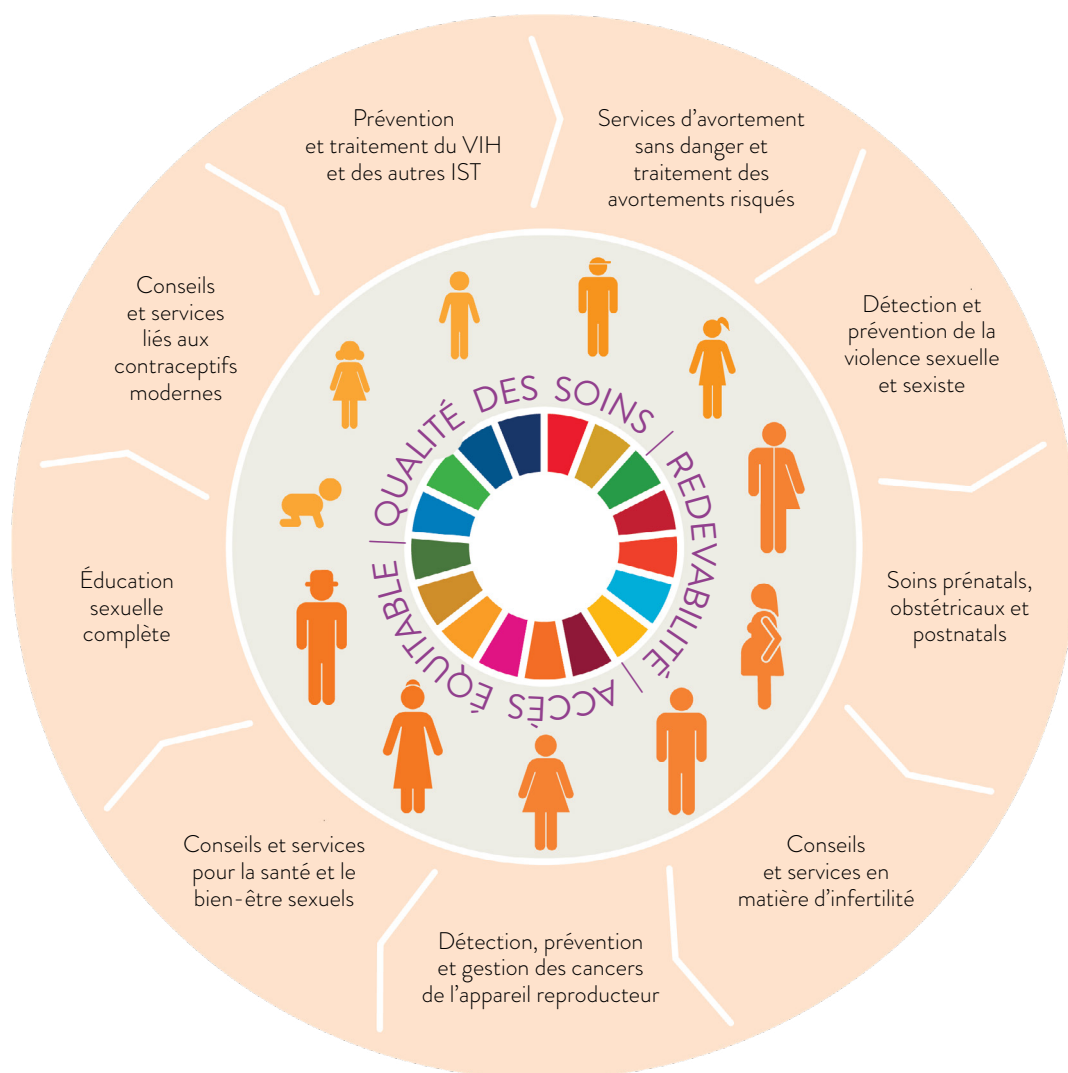 Prévention
et traitement du VIH
et des autres IST
Services d’avortement
sans danger et
traitement des
avortements risqués
Détection et
prévention de la
violence sexuelle
et sexiste
Soins prénatals,
obstétricaux et
postnatals
Conseils
et services en
matière d’infertilité
Détection, prévention
et gestion des cancers
de l’appareil reproducteur
Conseils et services
pour la santé et le
bien-être sexuels
Éducation
sexuelle
complète
Conseils
et services
liés aux
contraceptifs
modernes
QUALITÉ DES SOINS | REDEVABILITÉ | ACCÈS ÉQUITABLE |